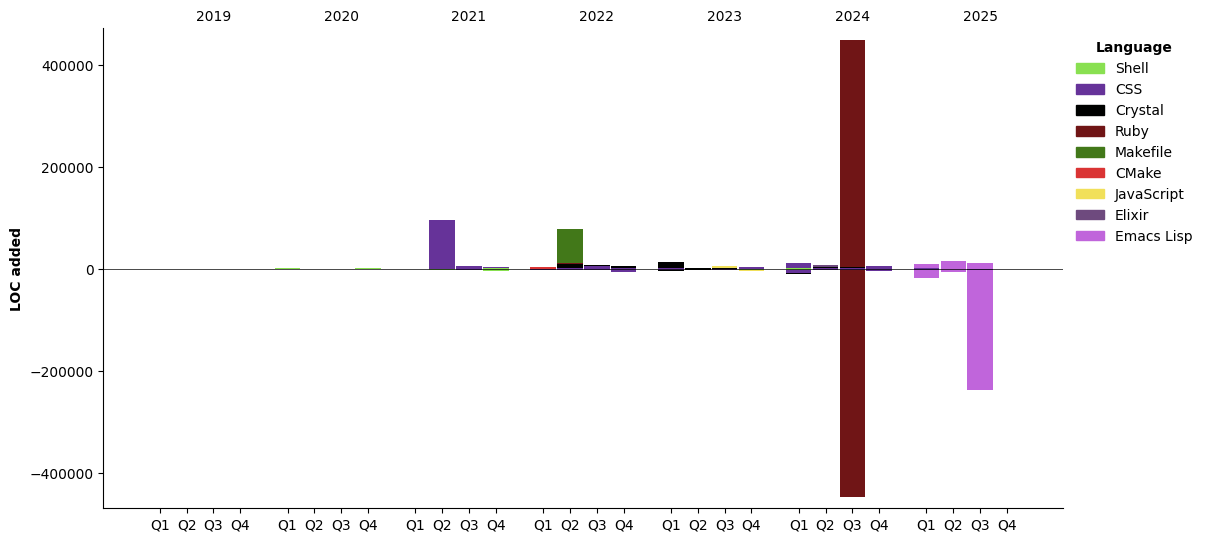 2019 2020 2021 2022 2023 2024 2025
Language
Shell
CSS
Crystal
Ruby
Makefile
CMake
JavaScript
Elixir
Emacs Lisp
LOC added
400000
200000
0
−200000
−400000
Q1 Q2 Q3 Q4 Q1 Q2 Q3 Q4 Q1 Q2 Q3 Q4 Q1 Q2 Q3 Q4 Q1 Q2 Q3 Q4 Q1 Q2 Q3 Q4 Q1 Q2 Q3 Q4